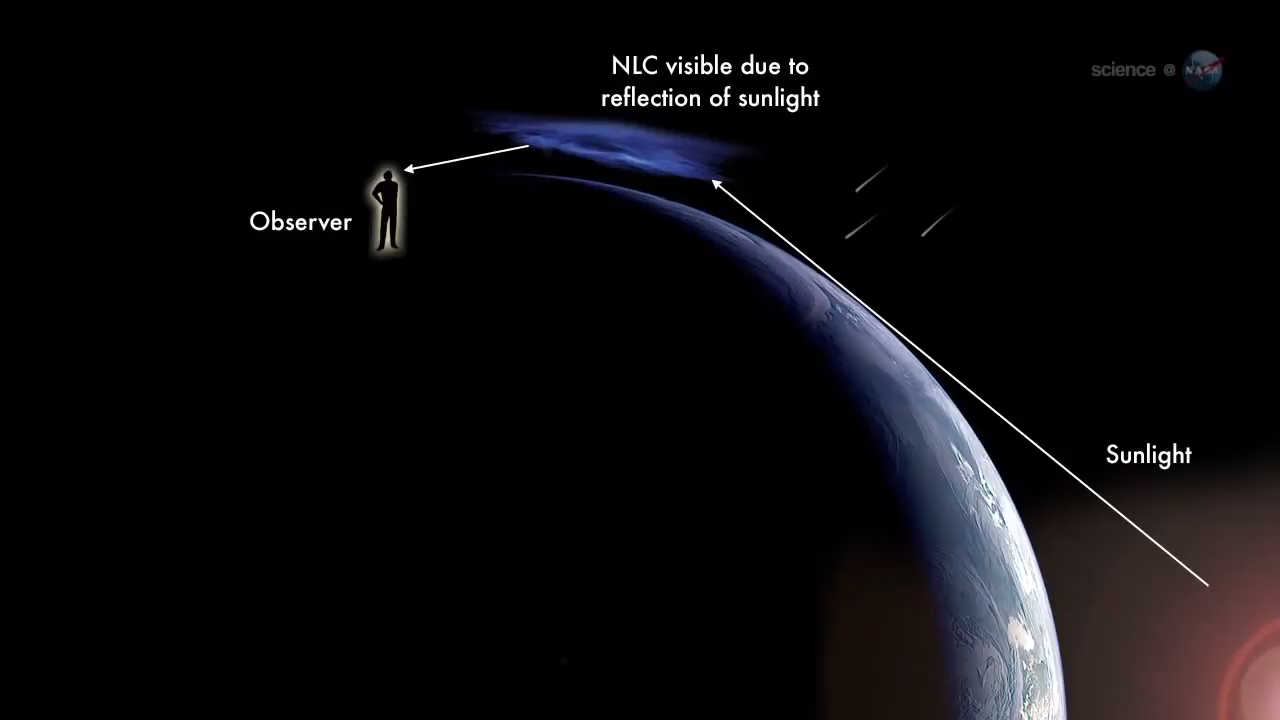 NLC visible due to
reflection of sunlight
science @ NASA
Observer
Sunlight